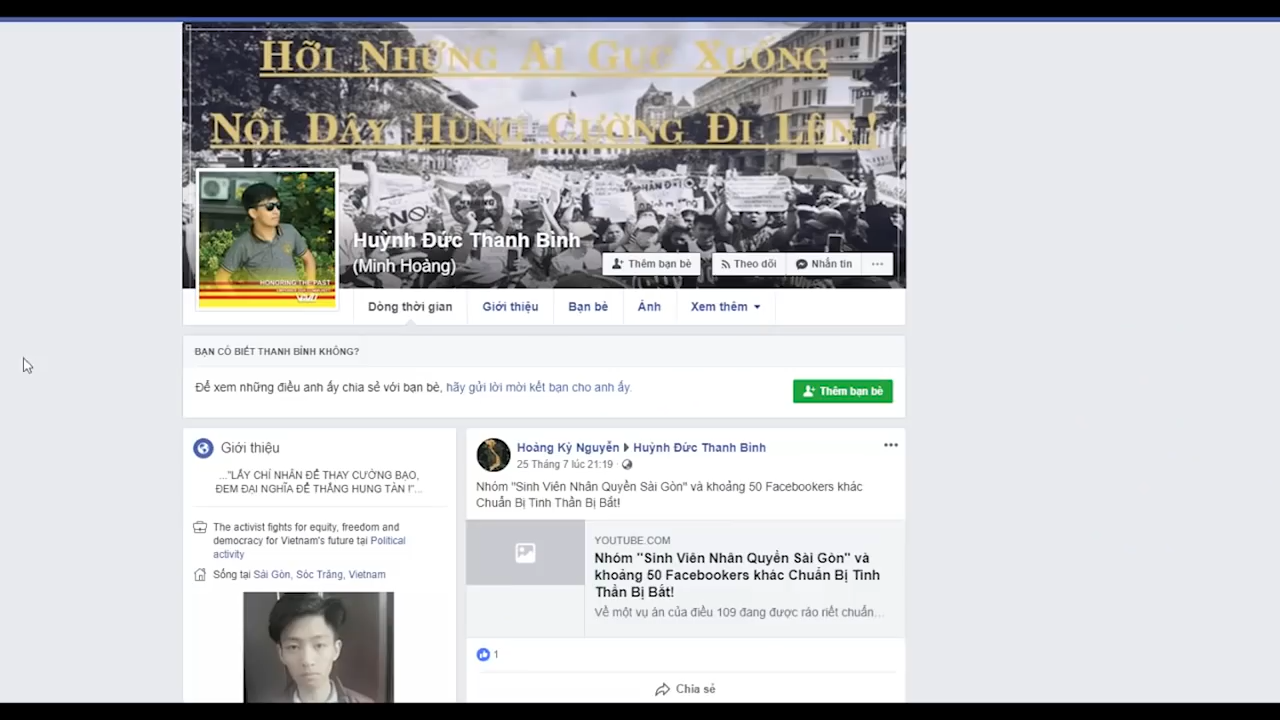 HỠI NHỮNG AI GỤC XUỐNG
NỔI DẬY HÙNG CƯỜNG ĐI LÊN !
NO
HONORING THE PAST
Huỳnh Đức Thanh Bình
(Minh Hoàng)
Thêm bạn bè
Theo dõi
Nhắn tin
Dòng thời gian
Giới thiệu
Bạn bè
Ảnh
Xem thêm
BẠN CÓ BIẾT THANH BÌNH KHÔNG?
Để xem những điều anh ấy chia sẻ với bạn bè, hãy gửi lời mời kết bạn cho anh ấy.
Thêm bạn bè
Giới thiệu
..."LẤY CHÍ NHÂN ĐỂ THAY CƯỜNG BẠO,
ĐEM ĐẠI NGHĨA ĐỂ THẮNG HUNG TÀN !"...
The activist fights for equity, freedom and
democracy for Vietnam's future tại Political
activity
Sống tại Sài Gòn, Sóc Trăng, Vietnam
Hoàng Kỳ Nguyễn Huỳnh Đức Thanh Bình
25 Tháng 7 lúc 21:19 ·
Nhóm "Sinh Viên Nhân Quyền Sài Gòn" và khoảng 50 Facebookers khác
Chuẩn Bị Tinh Thần Bị Bắt!
YOUTUBE.COM
Nhóm "Sinh Viên Nhân Quyền Sài Gòn" và
khoảng 50 Facebookers khác Chuẩn Bị Tinh
Thần Bị Bắt!
Về một vụ án của điều 109 đang được ráo riết chuẩn...
1
Chia sẻ